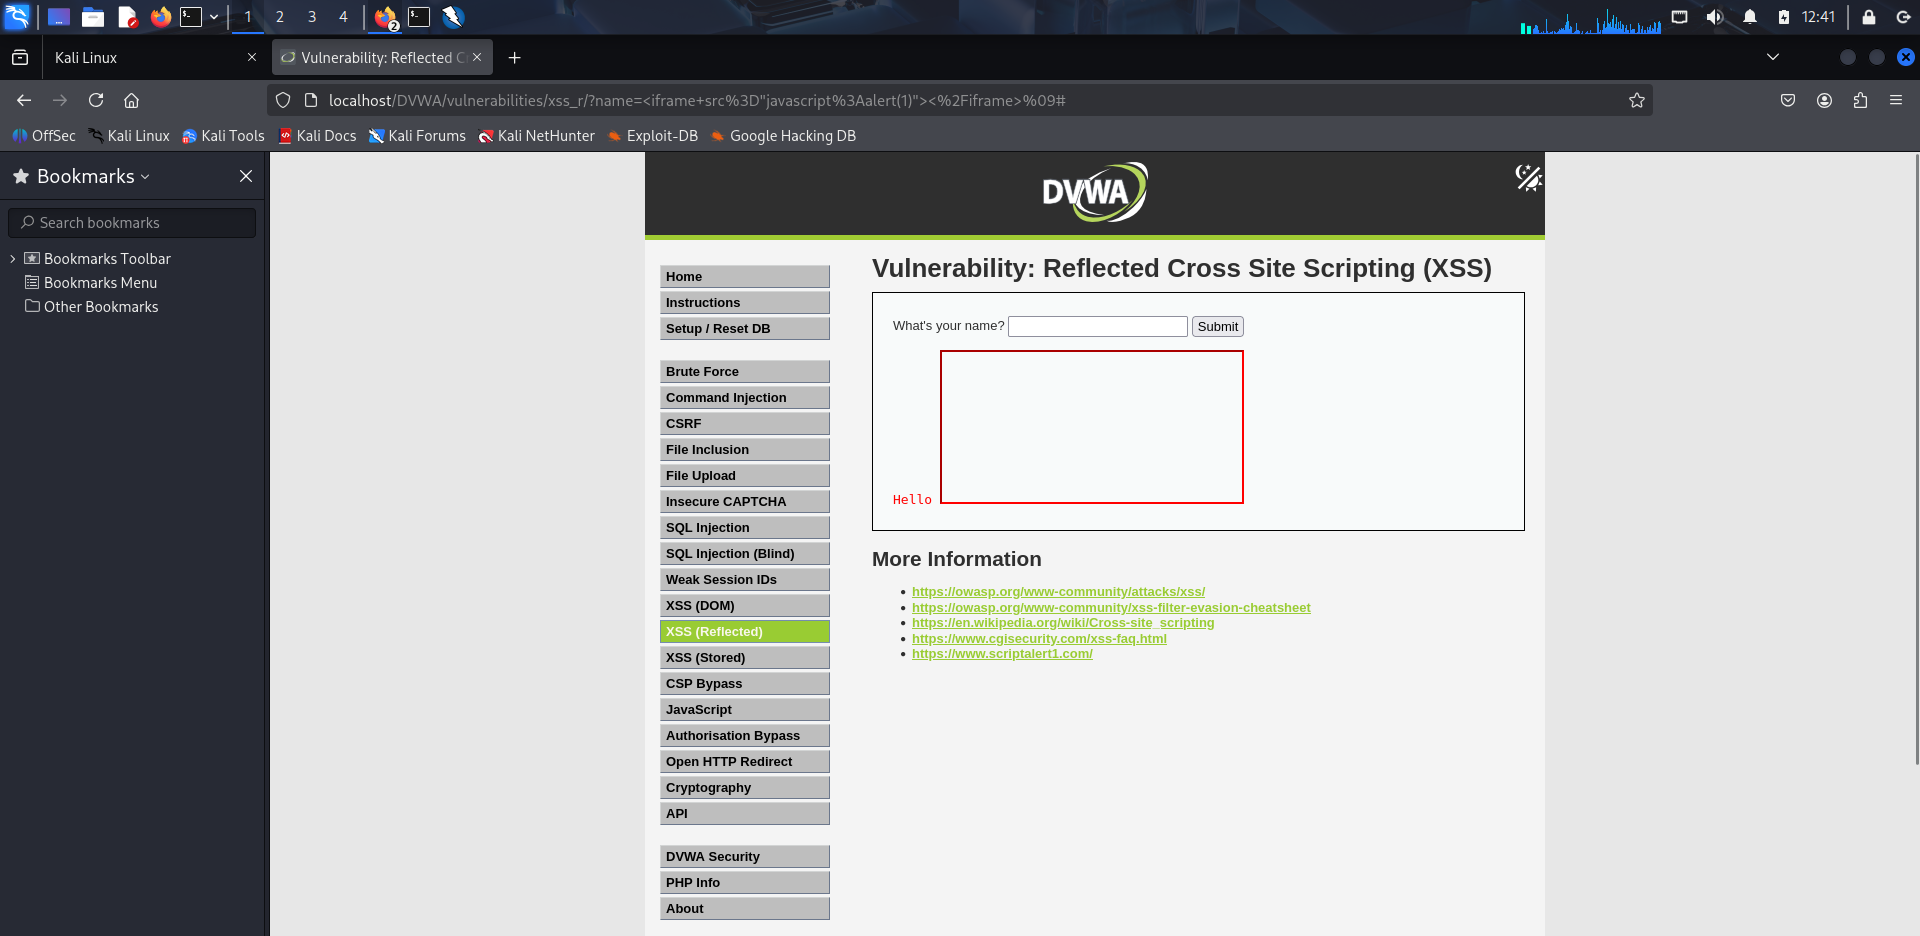 1 2 3 4 2 12:41
Kali Linux
Vulnerability: Reflected C
localhost/DVWA/vulnerabilities/xss_r/?name=<iframe+src%3D"javascript%3Aalert(1)"><%2Fiframe>%09#
OffSec Kali Linux Kali Tools Kali Docs Kali Forums Kali NetHunter Exploit-DB Google Hacking DB
Bookmarks
Search bookmarks
Bookmarks Toolbar
Bookmarks Menu
Other Bookmarks
DVWA
Home
Instructions
Setup / Reset DB
Brute Force
Command Injection
CSRF
File Inclusion
File Upload
Insecure CAPTCHA
SQL Injection
SQL Injection (Blind)
Weak Session IDs
XSS (DOM)
XSS (Reflected)
XSS (Stored)
CSP Bypass
JavaScript
Authorisation Bypass
Open HTTP Redirect
Cryptography
API
DVWA Security
PHP Info
About
Vulnerability: Reflected Cross Site Scripting (XSS)
What's your name? Submit
Hello
More Information
https://owasp.org/www-community/attacks/xss/
https://owasp.org/www-community/xss-filter-evasion-cheatsheet
https://en.wikipedia.org/wiki/Cross-site_scripting
https://www.cgisecurity.com/xss-faq.html
https://www.scriptalert1.com/